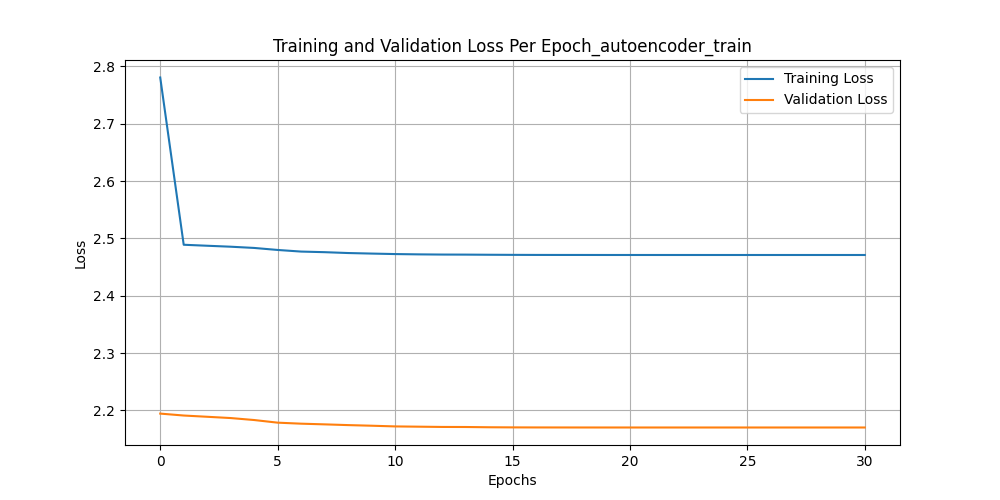 Training and Validation Loss Per Epoch_autoencoder_train
Training Loss
Validation Loss
2.8
2.7
2.6
2.5
2.4
2.3
2.2
Loss
0 5 10 15 20 25 30
Epochs